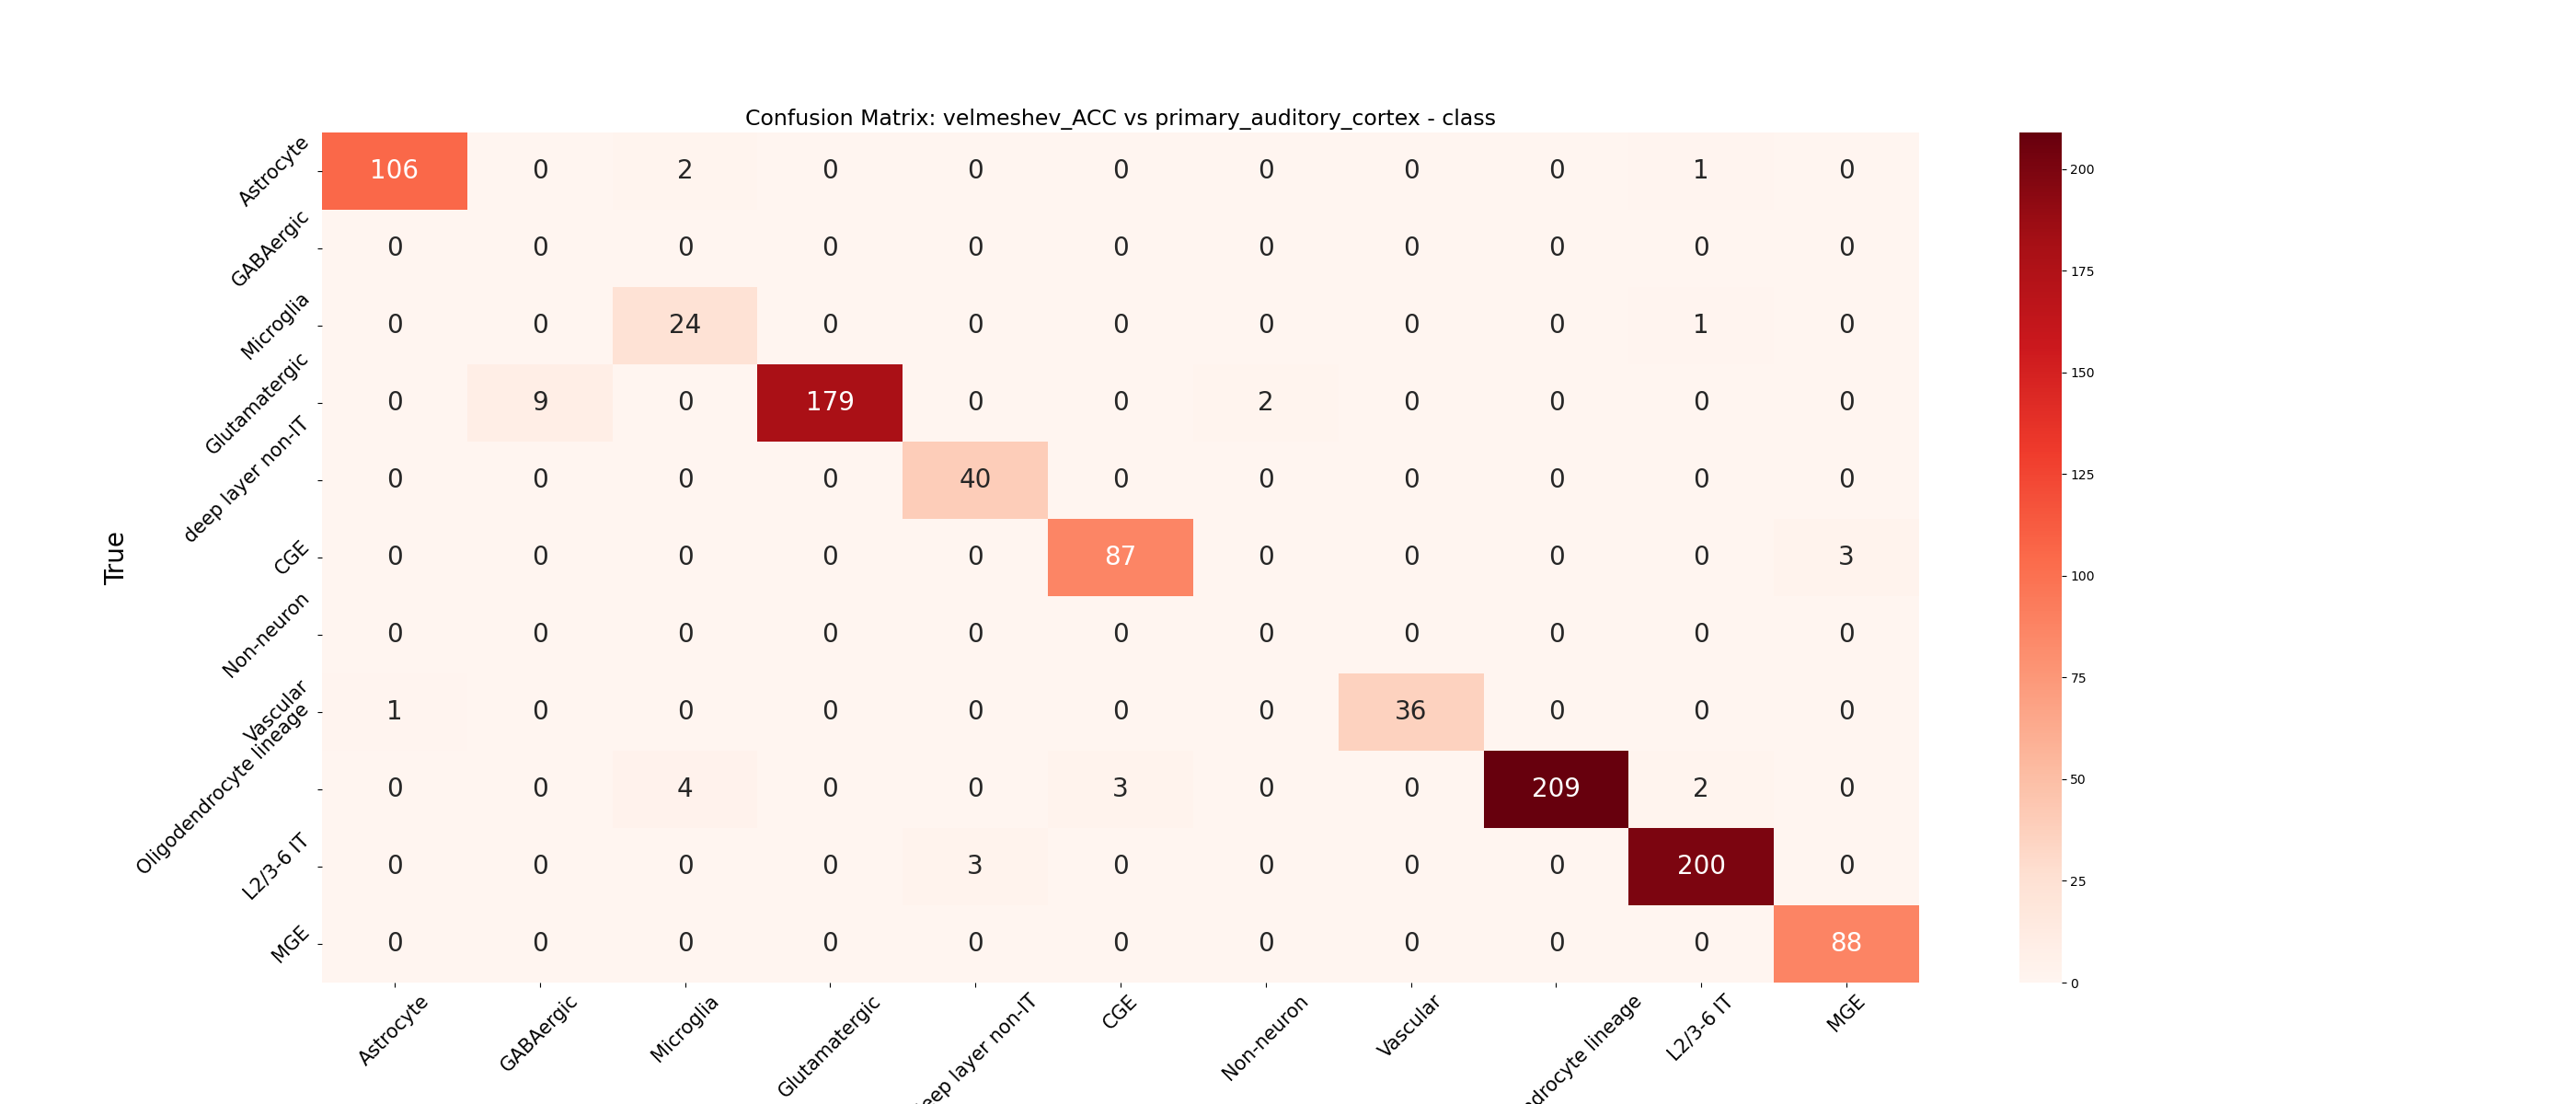 Confusion Matrix: velmeshev_ACC vs primary_auditory_cortex - class
Astrocyte 106 0 2 0 0 0 0 0 0 1 0
GABAergic 0 0 0 0 0 0 0 0 0 0 0
Microglia 0 0 24 0 0 0 0 0 0 1 0
Glutamatergic 0 9 0 179 0 0 2 0 0 0 0
deep layer non-IT 0 0 0 0 40 0 0 0 0 0 0
CGE 0 0 0 0 0 87 0 0 0 0 3
Non-neuron 0 0 0 0 0 0 0 0 0 0 0
Vascular 1 0 0 0 0 0 0 36 0 0 0
Oligodendrocyte lineage 0 0 4 0 0 3 0 0 209 2 0
L2/3-6 IT 0 0 0 0 3 0 0 0 0 200 0
MGE 0 0 0 0 0 0 0 0 0 0 88
True
Astrocyte GABAergic Microglia Glutamatergic eep layer non-IT CGE Non-neuron Vascular drocyte lineage L2/3-6 IT MGE
200
175
150
125
100
75
50
25
0